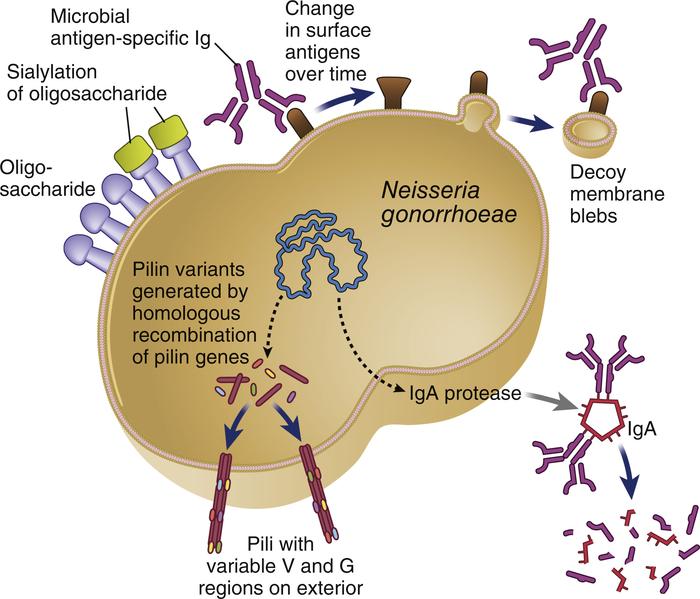 Microbial
antigen-specific Ig
Change
in surface
antigens
over time
Sialylation
of oligosaccharide
Oligo-
saccharide
Neisseria
gonorrhoeae
Decoy
membrane
blebs
Pilin variants
generated by
homologous
recombination
of pilin genes
IgA protease
IgA
Pili with
variable V and G
regions on exterior